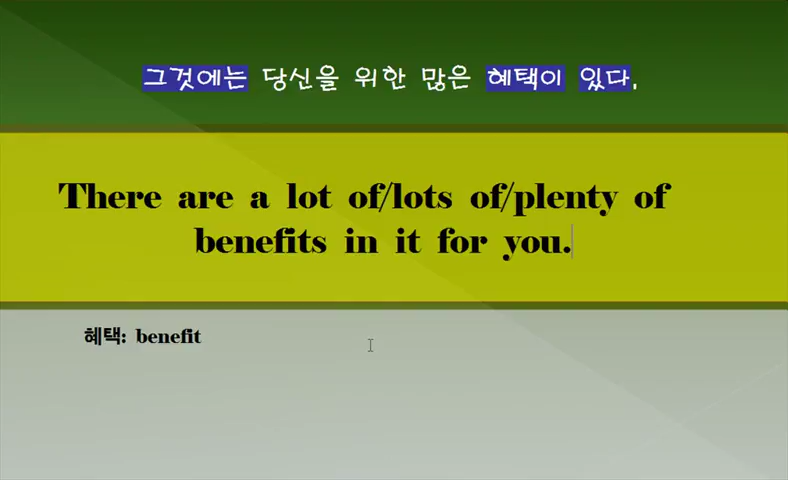 그것에는 당신을 위한 많은 혜택이 있다.
There are a lot of/lots of/plenty of
benefits in it for you.
혜택: benefit